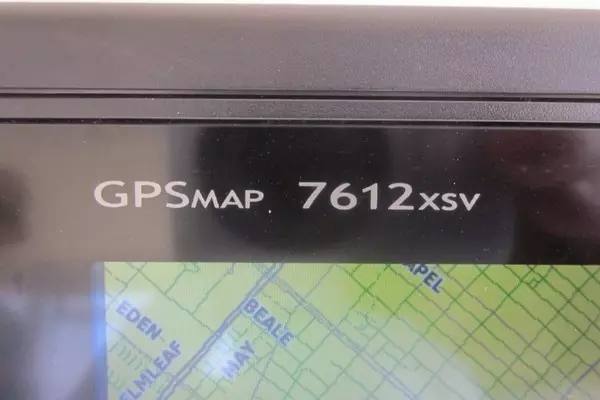 GPSMAP 7612xsv
APEL
BEALE
EDEN-
MAY
ELMLEAF